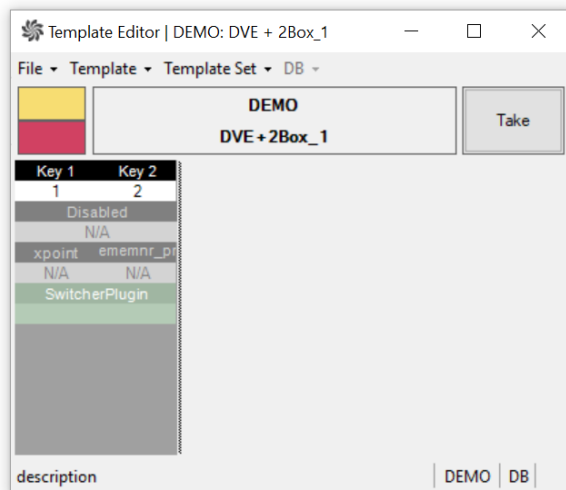 Template Editor | DEMO: DVE + 2Box_1
File Template Template Set DB
DEMO
DVE+2Box_1
Take
Key 1 Key 2
1 2
Disabled
N/A
xpoint ememnr_pr
N/A N/A
SwitcherPlugin
description DEMO DB